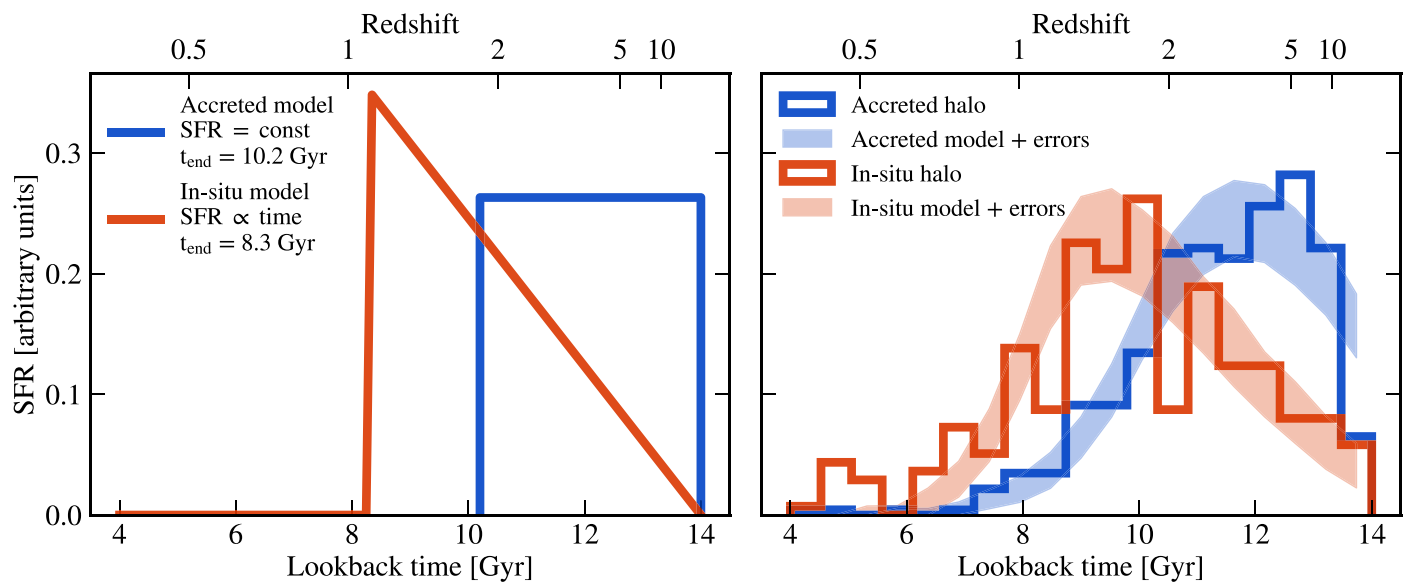 Redshift
0.5 1 2 5 10
Accreted model
SFR = const
t_end = 10.2 Gyr
In-situ model
SFR ∝ time
t_end = 8.3 Gyr
SFR [arbitrary units]
0.3
0.2
0.1
0.0
4 6 8 10 12 14
Lookback time [Gyr]
Redshift
0.5 1 2 5 10
Accreted halo
Accreted model + errors
In-situ halo
In-situ model + errors
4 6 8 10 12 14
Lookback time [Gyr]